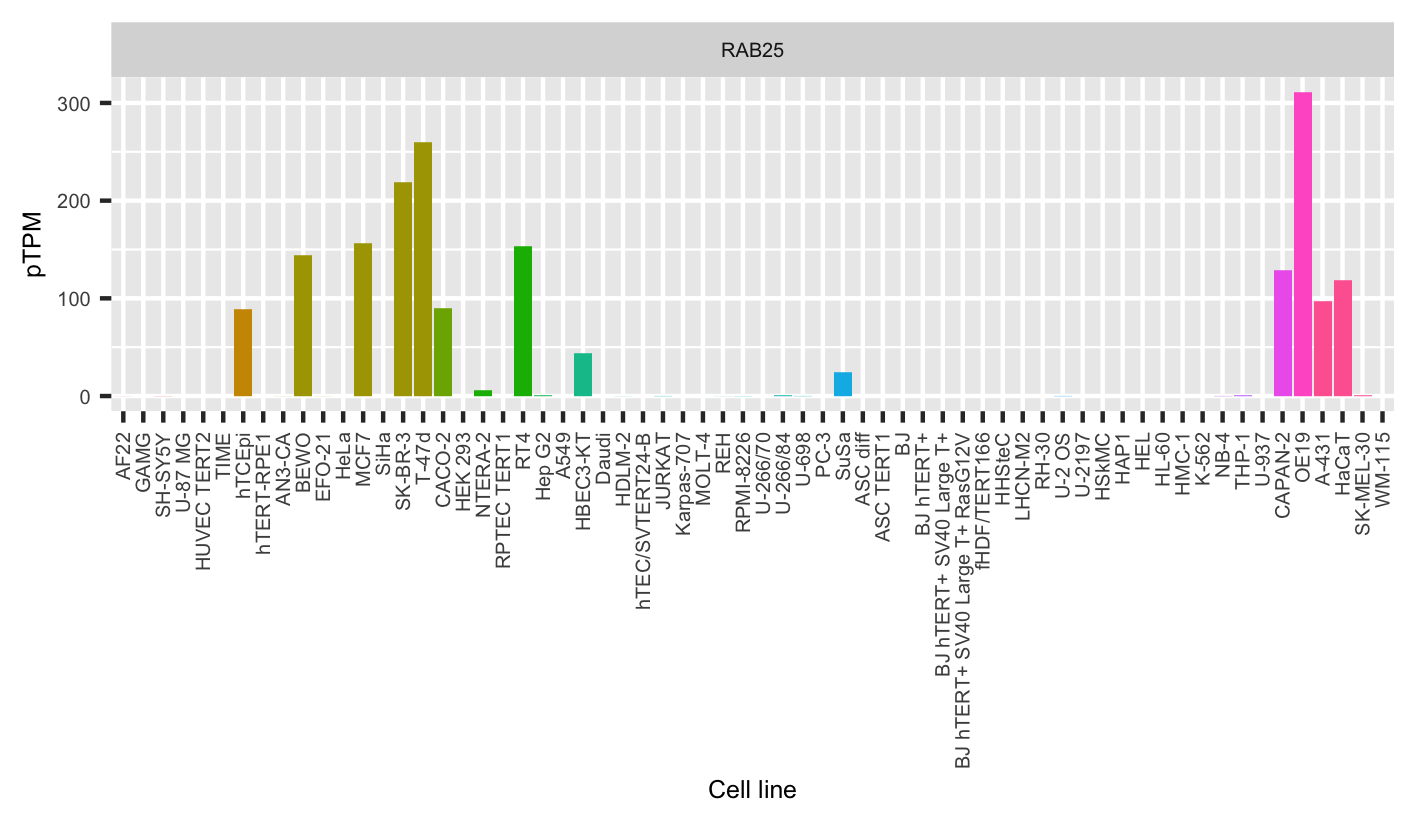 RAB25
pTPM
300
200
100
0
AF22
GAMG
SH-SY5Y
U-87 MG
HUVEC TERT2
TIME
hTCEpi
hTERT-RPE1
AN3-CA
BEWO
EFO-21
HeLa
MCF7
SiHa
SK-BR-3
T-47d
CACO-2
HEK 293
NTERA-2
RPTEC TERT1
RT4
Hep G2
A549
HBEC3-KT
Daudi
HDLM-2
hTEC/SVTERT24-B
JURKAT
Karpas-707
MOLT-4
REH
RPMI-8226
U-266/70
U-266/84
U-698
PC-3
SuSa
ASC diff
ASC TERT1
BJ
BJ hTERT+
BJ hTERT+ SV40 Large T+
BJ hTERT+ SV40 Large T+ RasG12V
fHDF/TERT166
HHSteC
LHCN-M2
RH-30
U-2 OS
U-2197
HSkMC
HAP1
HEL
HL-60
HMC-1
K-562
NB-4
THP-1
U-937
CAPAN-2
OE19
A-431
HaCaT
SK-MEL-30
WM-115
Cell line